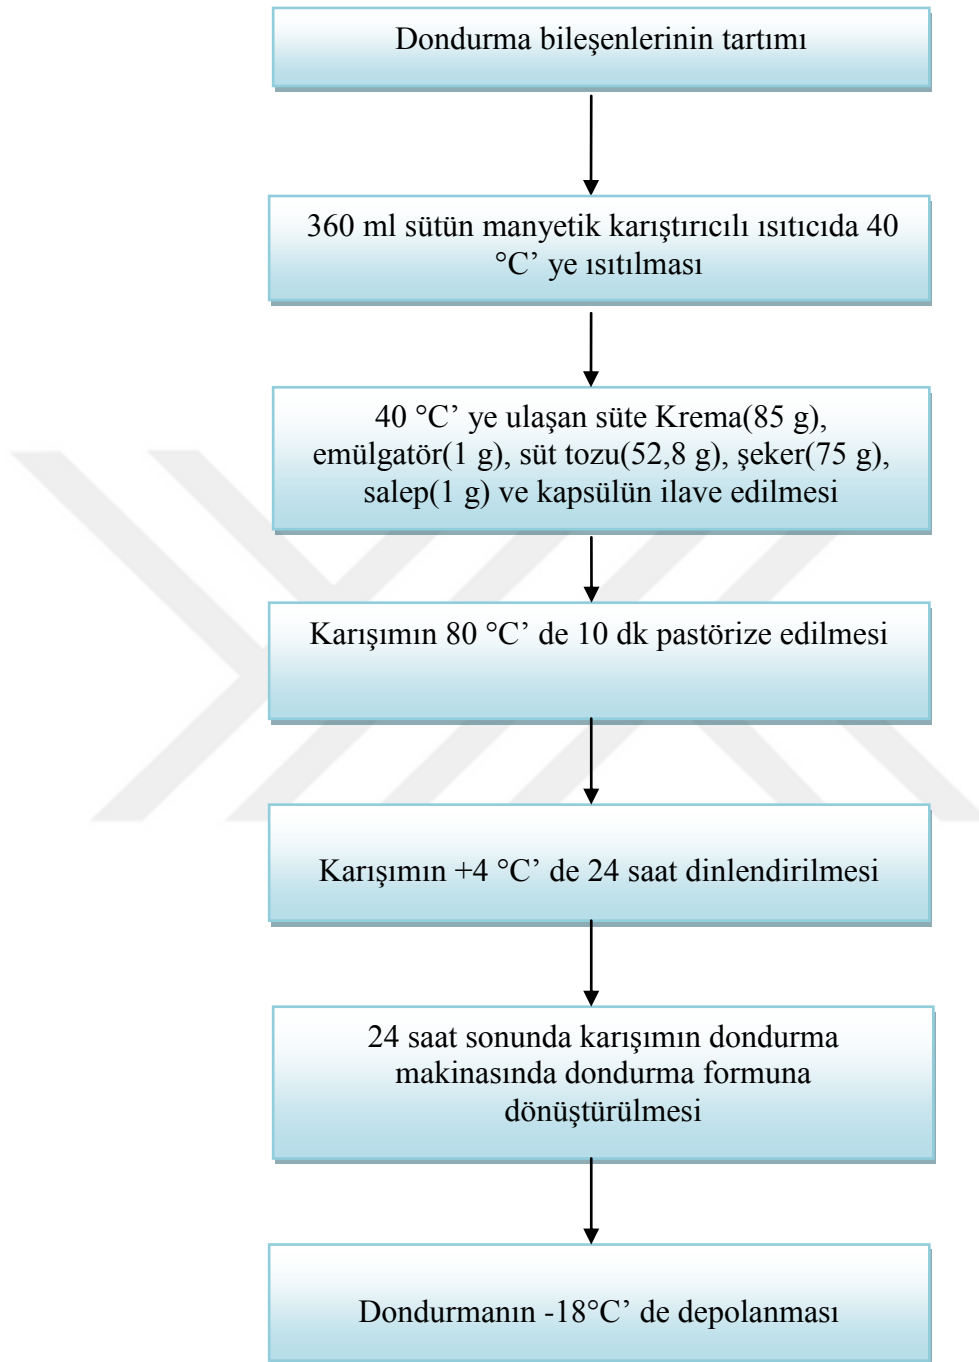 Dondurma bileşenlerinin tartımı
360 ml sütün manyetik karıştırıcılı ısıtıcıda 40
°C’ ye ısıtılması
40 °C’ ye ulaşan süte Krema(85 g),
emülgatör(1 g), süt tozu(52,8 g), şeker(75 g),
salep(1 g) ve kapsülün ilave edilmesi
Karışımın 80 °C’ de 10 dk pastörize edilmesi
Karışımın +4 °C’ de 24 saat dinlendirilmesi
24 saat sonunda karışımın dondurma
makinasında dondurma formuna
dönüştürülmesi
Dondurmanın -18°C’ de depolanması